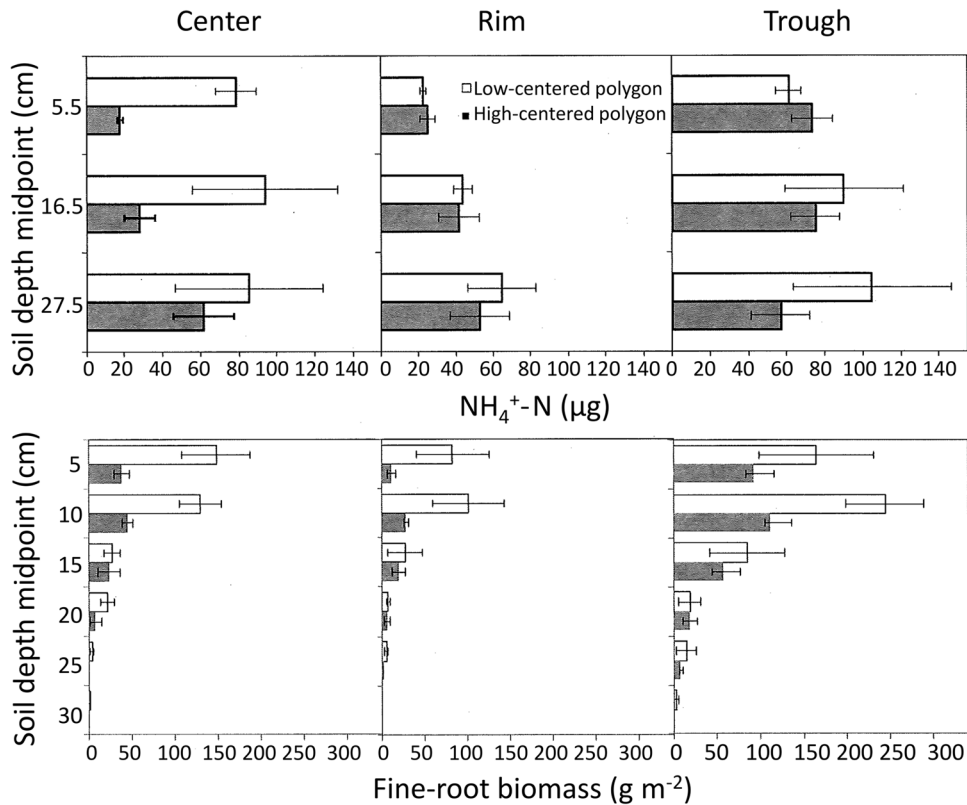 Center Rim Trough
Soil depth midpoint (cm)
5.5
16.5
27.5
Low-centered polygon
High-centered polygon
0 20 40 60 80 100 120 140 0 20 40 60 80 100 120 140 0 20 40 60 80 100 120 140
NH₄⁺-N (µg)
Soil depth midpoint (cm)
5
10
15
20
25
30
0 50 100 150 200 250 300 0 50 100 150 200 250 300 0 50 100 150 200 250 300
Fine-root biomass (g m⁻²)